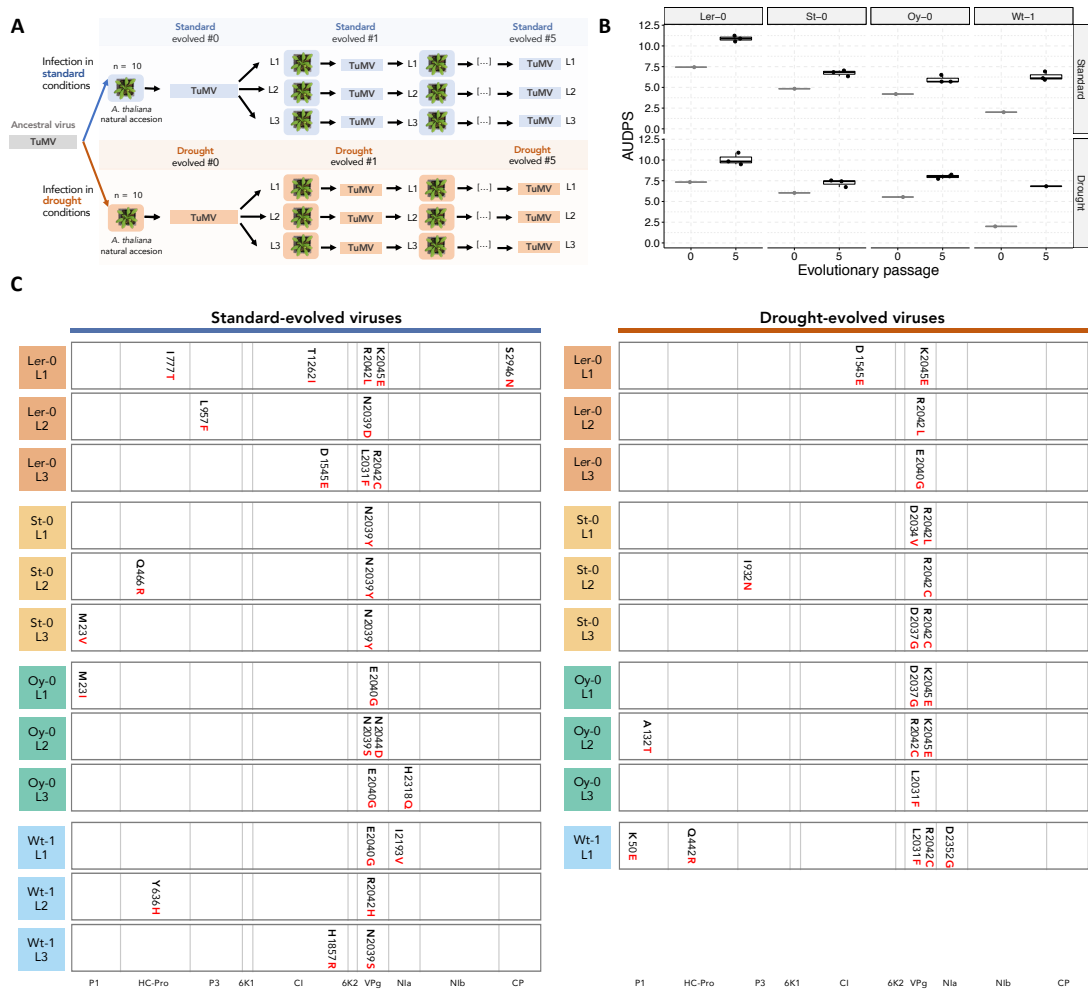 A
Standard
evolved #0
Standard
evolved #1
Standard
evolved #5
Infection in
standard
conditions
n = 10
A. thaliana
natural accesion
TuMV
L1
L2
L3
TuMV
TuMV
TuMV
[...]
[...]
[...]
TuMV
TuMV
TuMV
L1
L2
L3
Ancestral virus
TuMV
Drought
evolved #0
Drought
evolved #1
Drought
evolved #5
Infection in
drought
conditions
n = 10
A. thaliana
natural accesion
TuMV
L1
L2
L3
TuMV
TuMV
TuMV
[...]
[...]
[...]
TuMV
TuMV
TuMV
L1
L2
L3
B
Ler-0
St-0
Oy-0
Wt-1
12.5
10.0
7.5
5.0
2.5
0.0
Standard
12.5
10.0
7.5
5.0
2.5
0.0
Drought
AUDPS
0 5
0 5
0 5
0 5
Evolutionary passage
C
Standard-evolved viruses
Ler-0
L1
I777T
T1262I
R2042L
K2045E
S2946N
Ler-0
L2
L957F
N2039D
Ler-0
L3
D1545E
L2031F
R2042C
St-0
L1
N2039Y
St-0
L2
Q466R
N2039Y
St-0
L3
M23V
N2039Y
Oy-0
L1
M23I
E2040G
Oy-0
L2
N2039S
N2044D
Oy-0
L3
E2040G
H2318Q
Wt-1
L1
E2040G
I2193V
Wt-1
L2
Y636H
R2042H
Wt-1
L3
H1857R
N2039S
P1 HC-Pro P3 6K1 CI 6K2 VPg NIa NIb CP
Drought-evolved viruses
Ler-0
L1
D1545E
K2045E
Ler-0
L2
R2042L
Ler-0
L3
E2040G
St-0
L1
D2034V
R2042L
St-0
L2
I932N
R2042C
St-0
L3
D2037G
R2042C
Oy-0
L1
D2037G
K2045E
Oy-0
L2
A132T
R2042C
K2045E
Oy-0
L3
L2031F
Wt-1
L1
K50E
Q442R
L2031F
R2042C
D2352G
P1 HC-Pro P3 6K1 CI 6K2 VPg NIa NIb CP